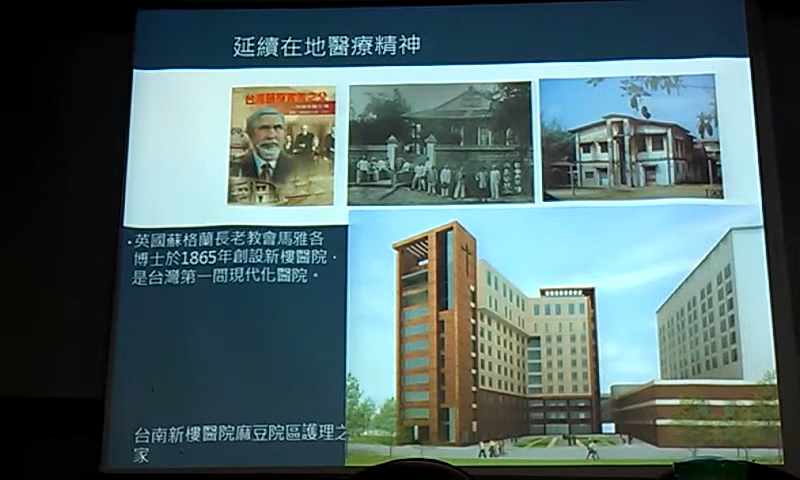 延續在地醫療精神
台灣醫療宣教之父
190
•英國蘇格蘭長老教會馬雅各
博士於1865年創設新樓醫院，
是台灣第一間現代化醫院。
台南新樓醫院麻豆院區護理之
家